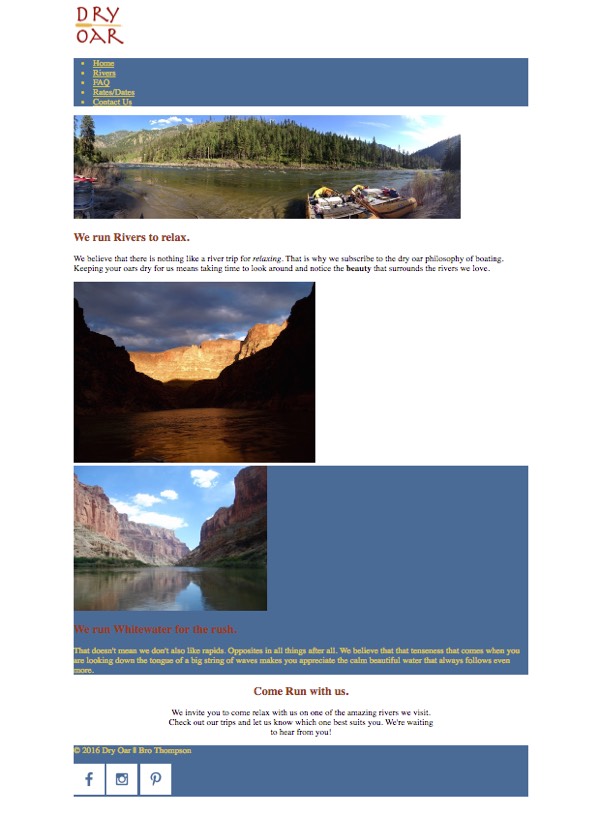 DRY
OAR
Home
Rivers
FAQ
Rates/Dates
Contact Us
We run Rivers to relax.
We believe that there is nothing like a river trip for relaxing. That is why we subscribe to the dry oar philosophy of boating.
Keeping your oars dry for us means taking time to look around and notice the beauty that surrounds the rivers we love.
We run Whitewater for the rush.
That doesn't mean we don't also like rapids. Opposites in all things after all. We believe that that tenseness that comes when you
are looking down the tongue of a big string of waves makes you appreciate the calm beautiful water that always follows even
more.
Come Run with us.
We invite you to come relax with us on one of the amazing rivers we visit.
Check out our trips and let us know which one best suits you. We're waiting
to hear from you!
© 2016 Dry Oar Bro Thompson